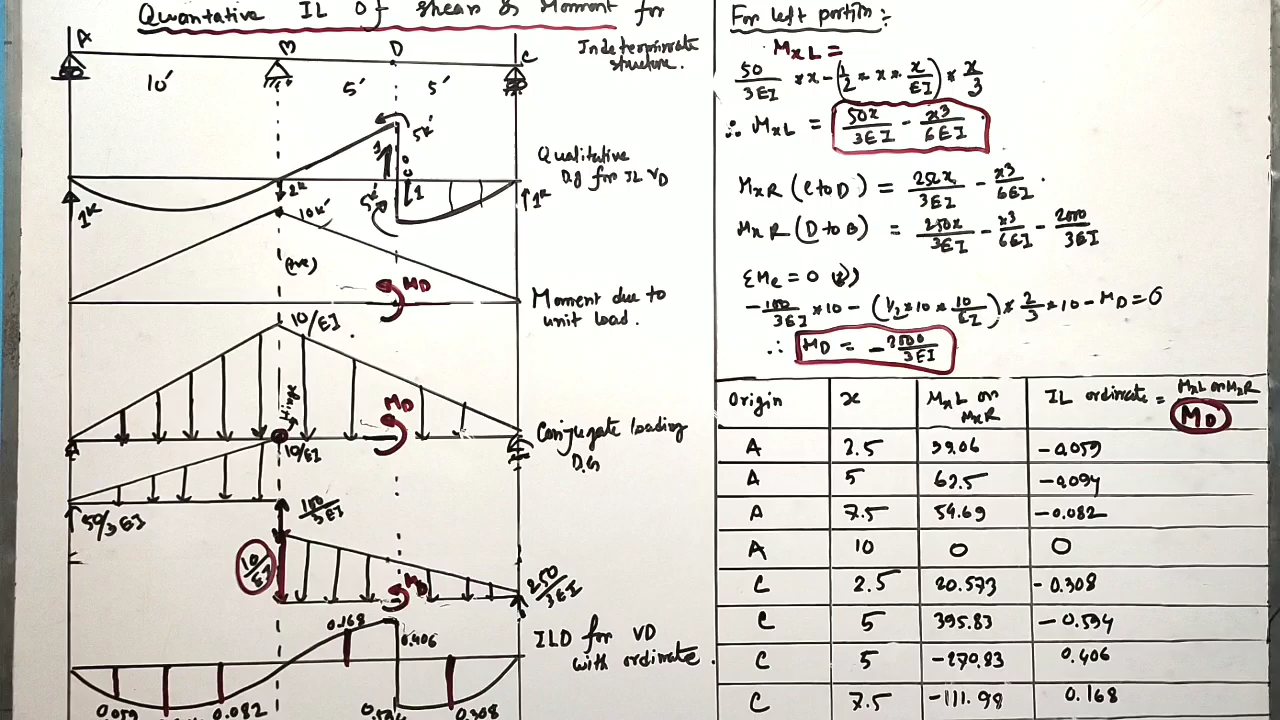 Quantative IL Of Shear & Moment for
Indeterminate
structure.
A
B
D
C
10'
5'
5'
5k'
1
2k
1k
5k'
1
1k
Qualitative
D.g for IL VD
10k'
(+ve)
MD
Moment due to
unit load.
10/EI
MD
Conjugate loading
D.G
10/EI
50/3EI
100/3EI
10/EI
MD
250/3EI
0.168
0.406
ILD for VD
with ordinate.
0.059
0.082
0.308
For left portion:
MxL =
50/3EI * x - (1/2 * x * x/EI) * x/3
∴ MxL = 50x/3EI - x3/6EI
MxR (C to D) = 250x/3EI - x3/6EI
MxR (D to B) = 250x/3EI - x3/6EI - 2500/3EI
ΣMc = 0
-100/3EI * 10 - (1/2 * 10 * 10/EI) * 2/3 * 10 - MD = 0
∴ MD = -2500/3EI
Origin x MxL or MxR IL ordinate = MxL or MxR / MD
A 2.5 39.06 -0.059
A 5 62.5 -0.094
A 7.5 54.69 -0.082
A 10 0 0
C 2.5 20.573 -0.308
C 5 395.83 -0.594
C 5 -270.83 0.406
C 7.5 -111.98 0.168